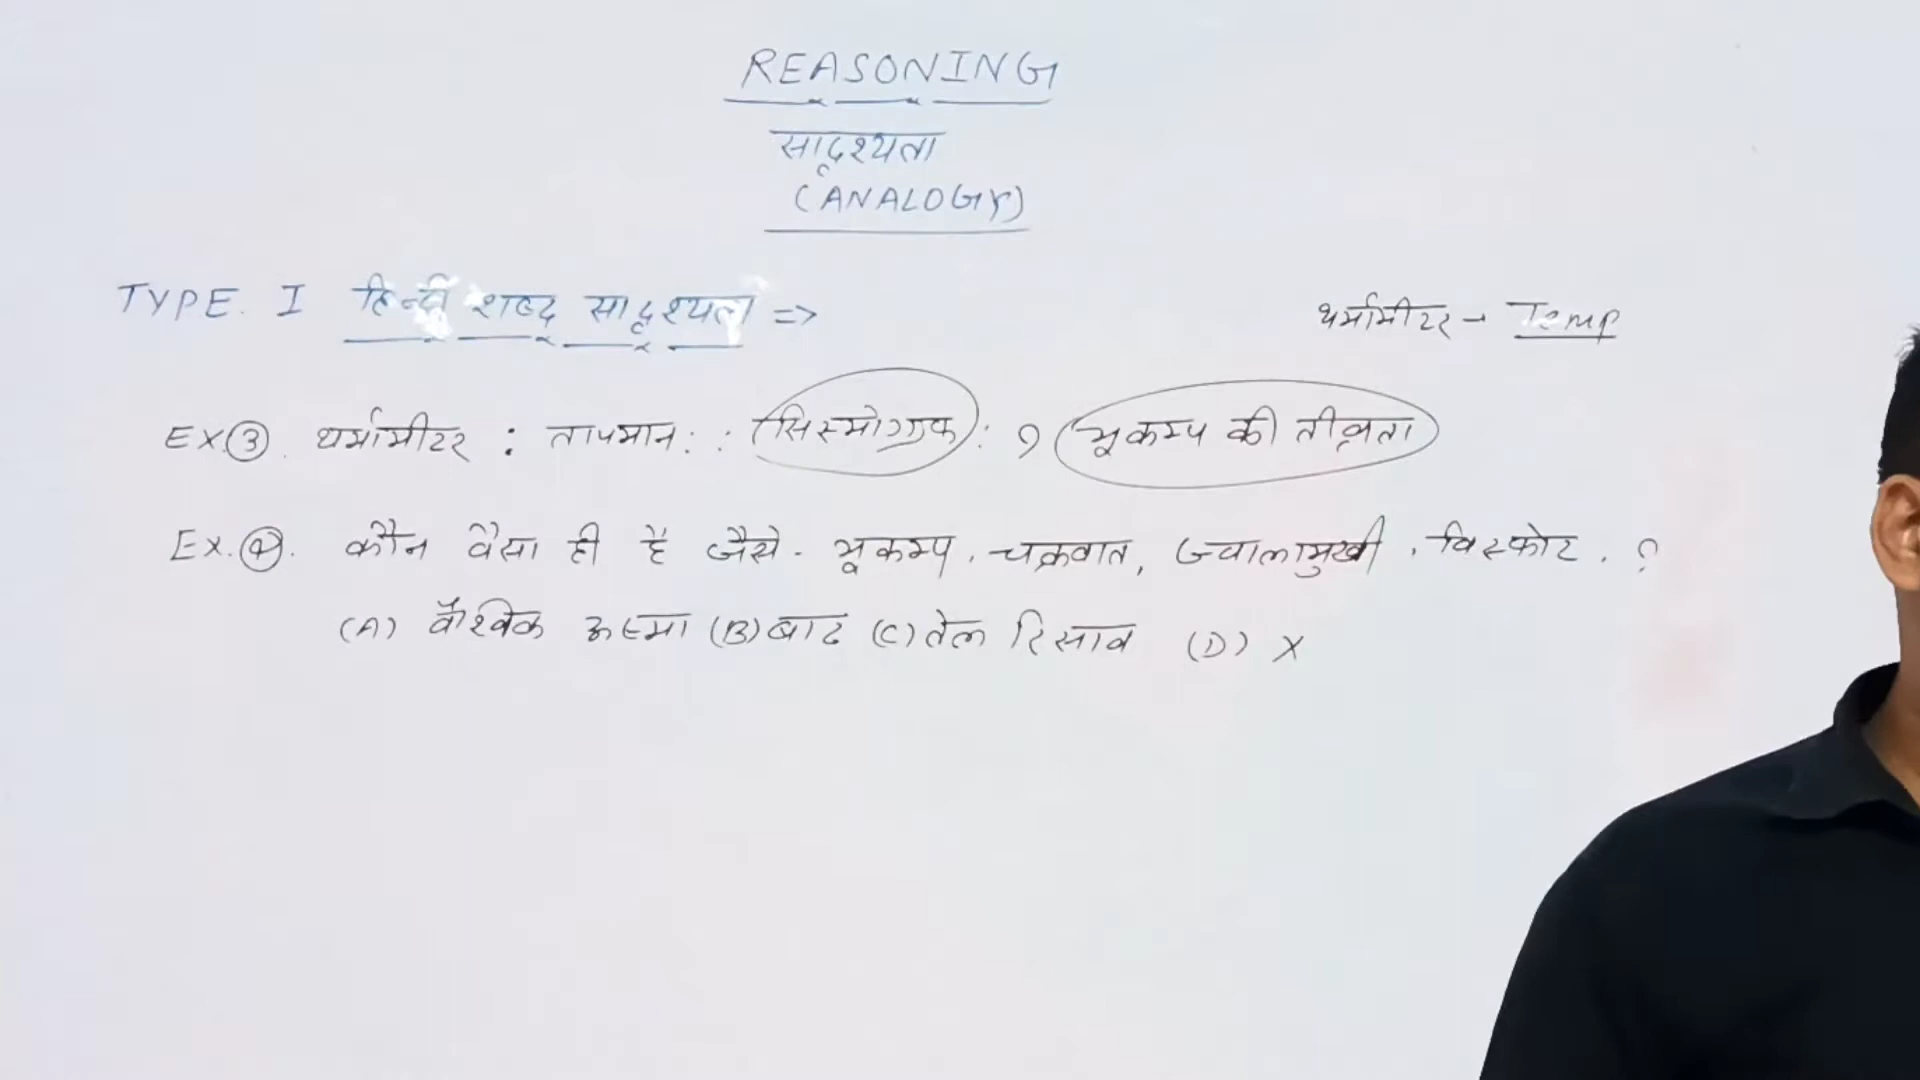 REASONING
सादृश्यता
(ANALOGY)
TYPE. I हिन्दी शब्द सादृश्यता =>
थर्मामीटर → Temp
EX③. थर्मामीटर : तापमान : : सिस्मोग्राफ : ? भूकम्प की तीव्रता
EX.④. कौन वैसा ही है जैसे - भूकम्प, चक्रवात, ज्वालामुखी, विस्फोट. ?
(A) वैश्विक ऊष्मा (B) बाढ (C) तेल रिसाव (D) X